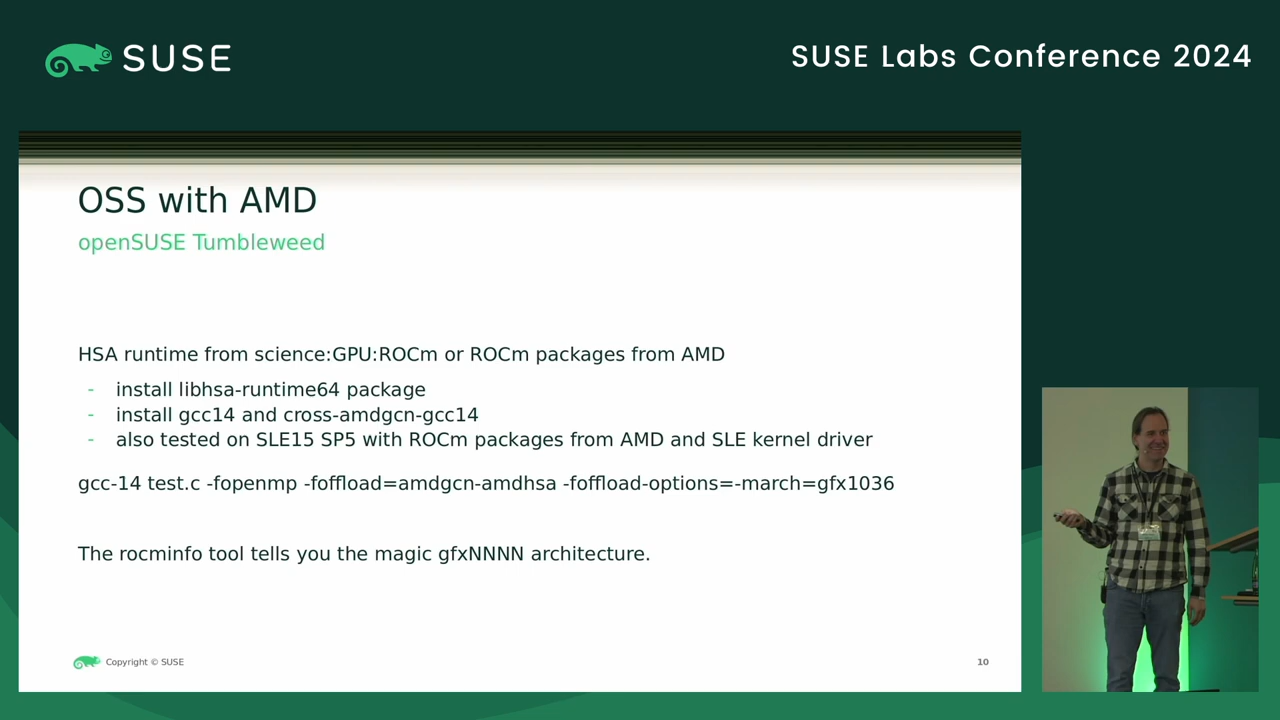 SUSE
SUSE Labs Conference 2024
OSS with AMD
openSUSE Tumbleweed
HSA runtime from science:GPU:ROCm or ROCm packages from AMD
- install libhsa-runtime64 package
- install gcc14 and cross-amdgcn-gcc14
- also tested on SLE15 SP5 with ROCm packages from AMD and SLE kernel driver
gcc-14 test.c -fopenmp -foffload=amdgcn-amdhsa -foffload-options=-march=gfx1036
The rocminfo tool tells you the magic gfxNNNN architecture.
Copyright © SUSE
10